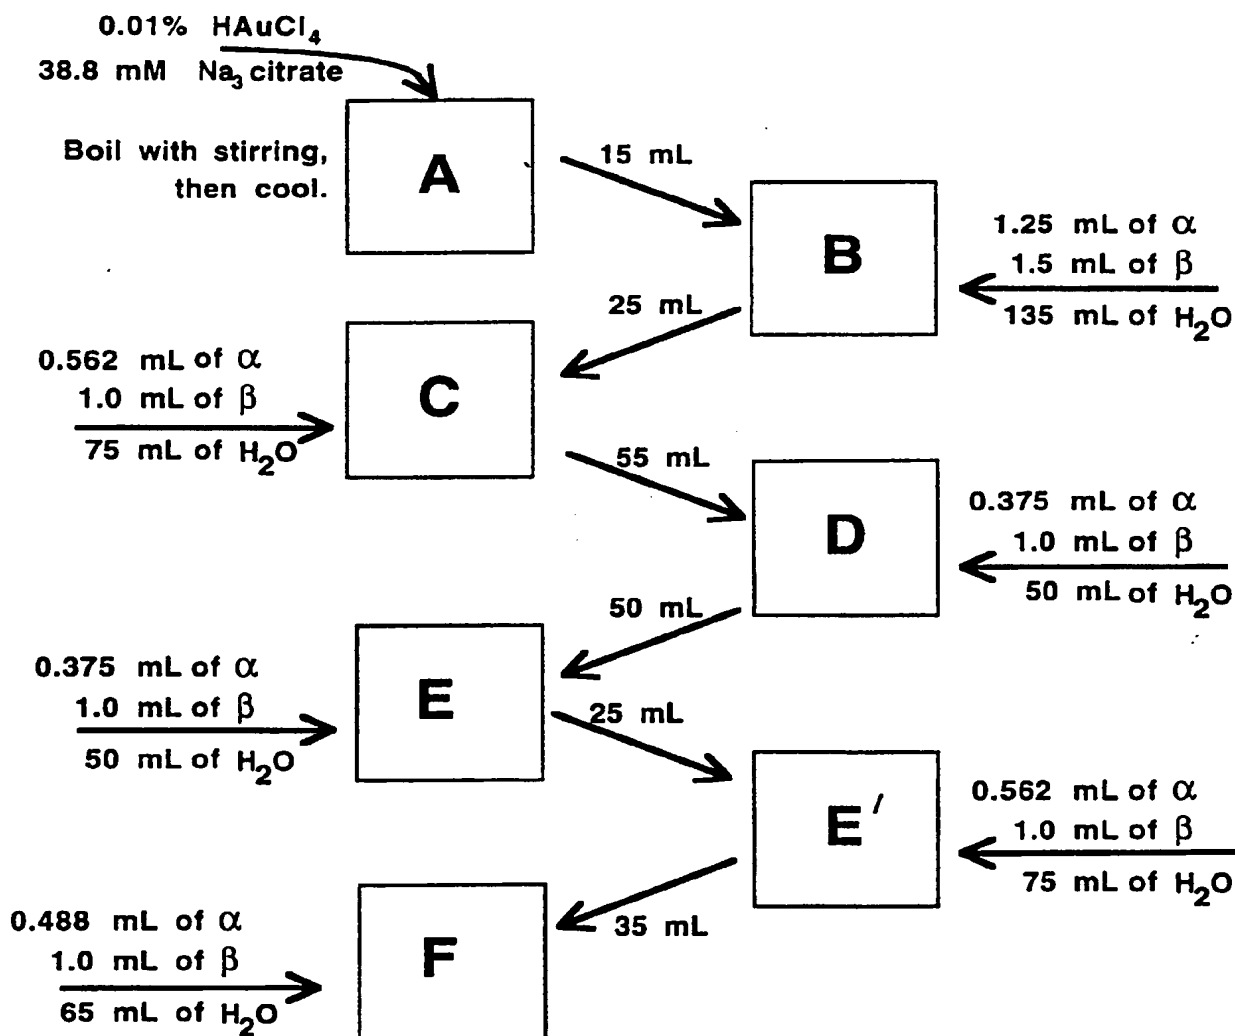 0.01% HAuCl₄
38.8 mM Na₃ citrate
Boil with stirring,
then cool.
A
15 mL
B
1.25 mL of α
1.5 mL of β
135 mL of H₂O
25 mL
0.562 mL of α
1.0 mL of β
75 mL of H₂O
C
55 mL
D
0.375 mL of α
1.0 mL of β
50 mL of H₂O
50 mL
0.375 mL of α
1.0 mL of β
50 mL of H₂O
E
25 mL
E′
0.562 mL of α
1.0 mL of β
75 mL of H₂O
35 mL
0.488 mL of α
1.0 mL of β
65 mL of H₂O
F